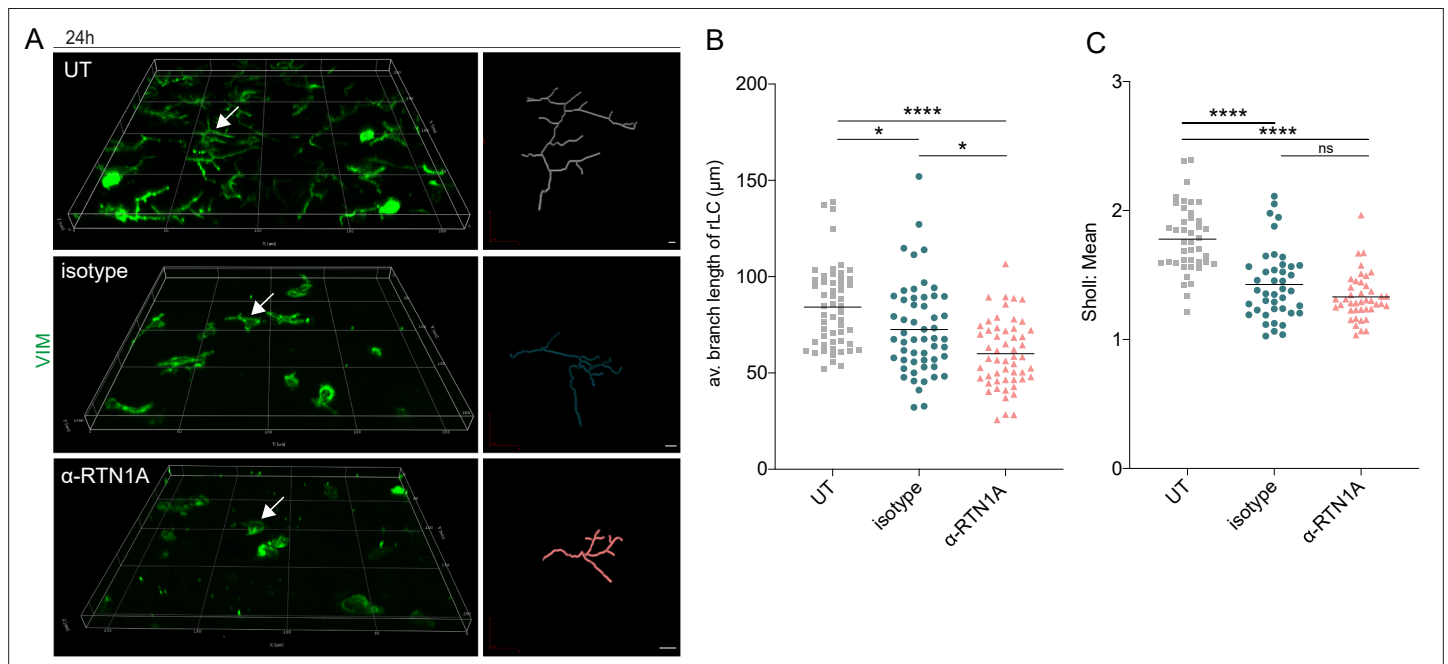 A
24h
UT
isotype
α-RTN1A
VIM
B
av. branch length of rLC (µm)
200
150
100
50
0
****
*
*
UT
isotype
α-RTN1A
C
Sholl: Mean
3
2
1
0
****
****
ns
UT
isotype
α-RTN1A